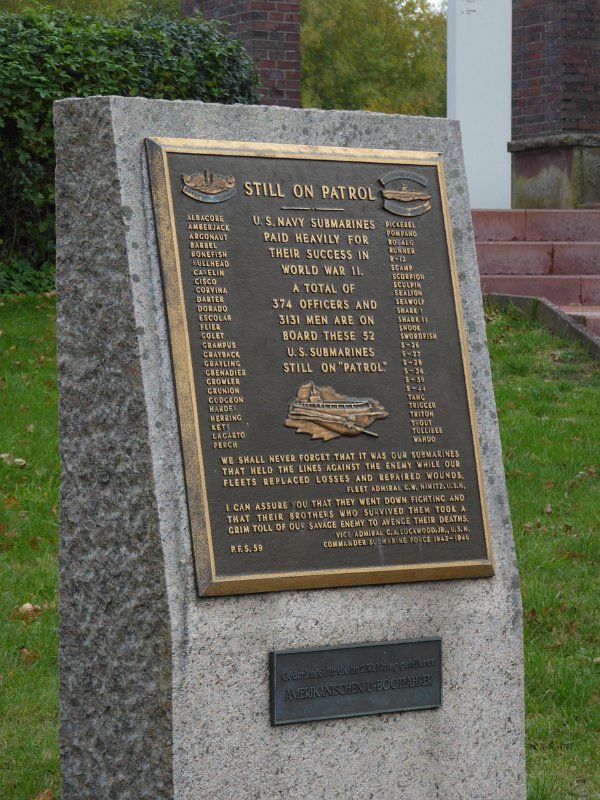 STILL ON PATROL
ALBACORE
AMBERJACK
ARGONAUT
BARBEL
BONEFISH
BULLHEAD
CAPELIN
CISCO
CORVINA
DARTER
DORADO
ESCOLAR
FLIER
GOLET
GRAMPUS
GRAYBACK
GRAYLING
GRENADIER
GROWLER
GRUNION
GUDGEON
HARDER
HERRING
KETE
LAGARTO
PERCH
U.S. NAVY SUBMARINES
PAID HEAVILY FOR
THEIR SUCCESS IN
WORLD WAR II.
A TOTAL OF
374 OFFICERS AND
3131 MEN ARE ON
BOARD THESE 52
U.S. SUBMARINES
STILL ON "PATROL."
PICKEREL
POMPANO
ROBALO
RUNNER
R-12
SCAMP
SCORPION
SCULPIN
SEALION
SEAWOLF
SHARK I
SHARK II
SNOOK
SWORDFISH
S-26
S-27
S-28
S-36
S-39
S-44
TANG
TRIGGER
TRITON
TROUT
TULLIBEE
WAHOO
WE SHALL NEVER FORGET THAT IT WAS OUR SUBMARINES
THAT HELD THE LINES AGAINST THE ENEMY WHILE OUR
FLEETS REPLACED LOSSES AND REPAIRED WOUNDS.
FLEET ADMIRAL C.W. NIMITZ, U.S.N.
I CAN ASSURE YOU THAT THEY WENT DOWN FIGHTING AND
THAT THEIR BROTHERS WHO SURVIVED THEM TOOK A
GRIM TOLL OF OUR SAVAGE ENEMY TO AVENGE THEIR DEATHS.
VICE ADMIRAL C.A. LOCKWOOD, JR., U.S.N.
COMMANDER SUBMARINE FORCE 1943-1946
P.F.S. 59
AMERIKANISCHEN U-BOOTFAHRER